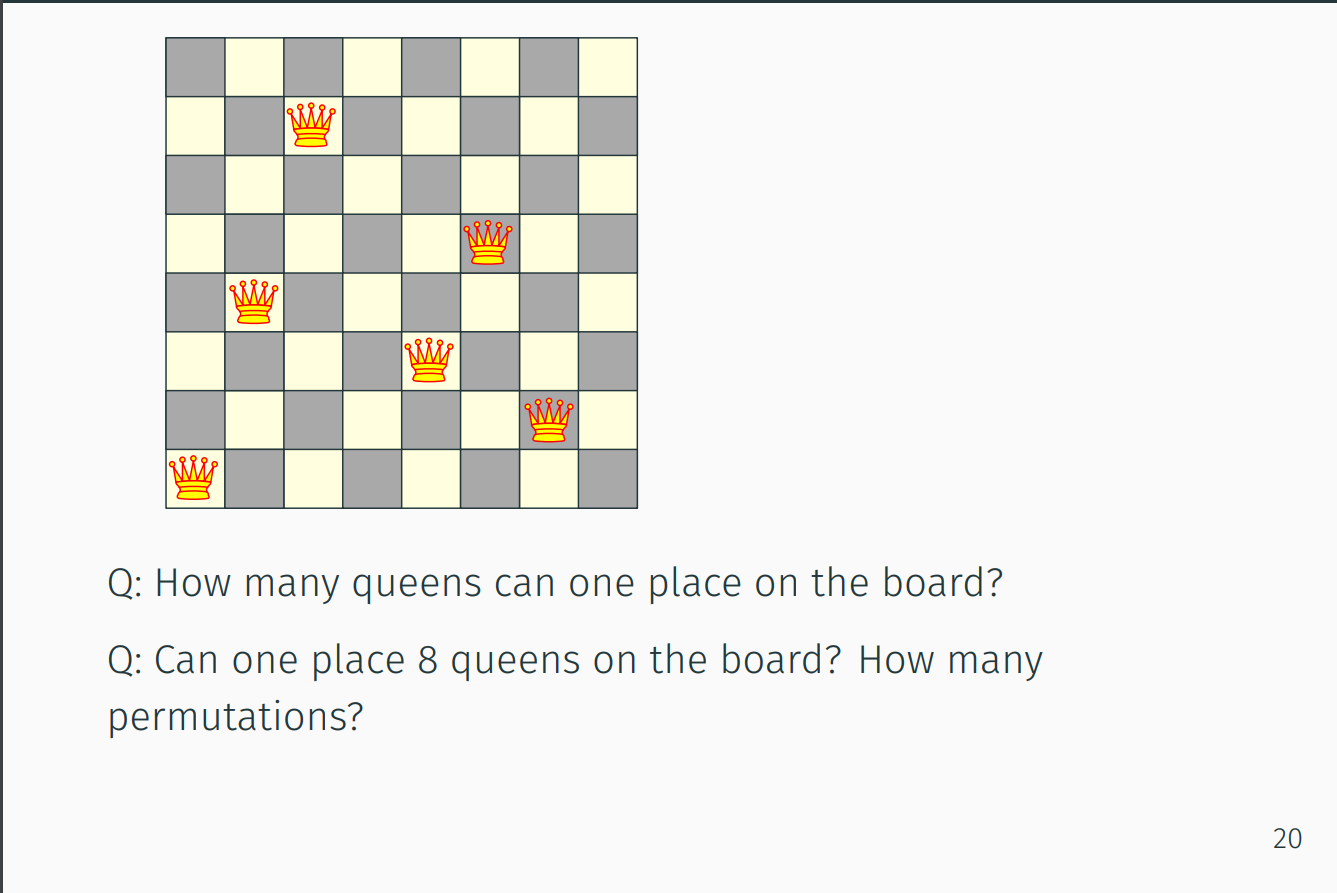 Q: How many queens can one place on the board?
Q: Can one place 8 queens on the board? How many
permutations?
20